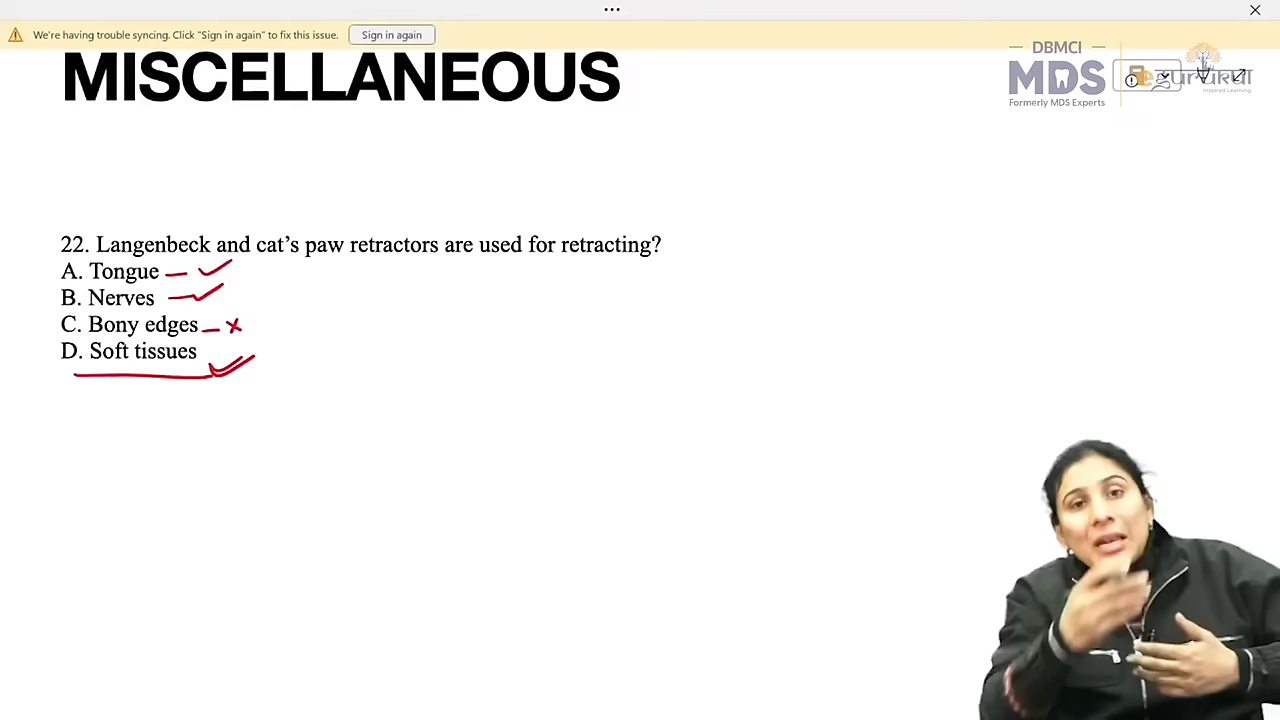 We're having trouble syncing. Click "Sign in again" to fix this issue. Sign in again
MISCELLANEOUS
DBMCI
MDS
Formerly MDS Experts
Inspired Learning
22. Langenbeck and cat’s paw retractors are used for retracting?
A. Tongue
B. Nerves
C. Bony edges
D. Soft tissues